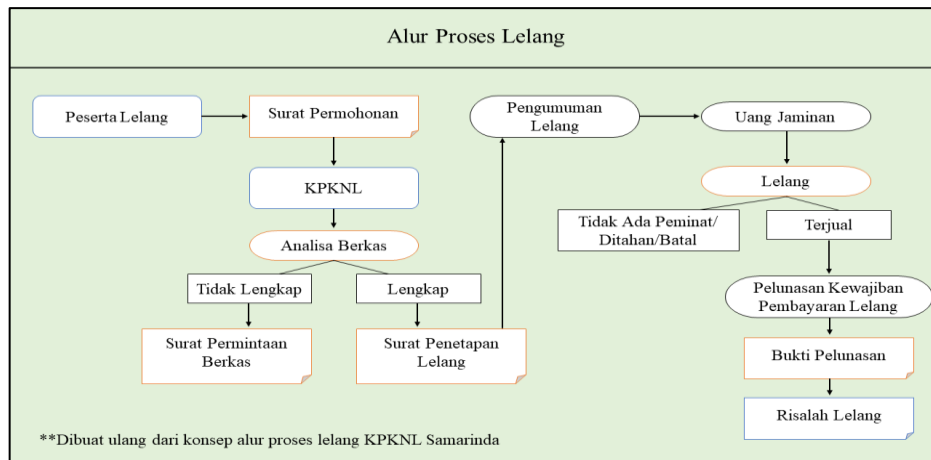 Alur Proses Lelang
Peserta Lelang
Surat Permohonan
KPKNL
Analisa Berkas
Tidak Lengkap
Lengkap
Surat Permintaan
Berkas
Surat Penetapan
Lelang
Pengumuman
Lelang
Uang Jaminan
Lelang
Tidak Ada Peminat/
Ditahan/Batal
Terjual
Pelunasan Kewajiban
Pembayaran Lelang
Bukti Pelunasan
Risalah Lelang
**Dibuat ulang dari konsep alur proses lelang KPKNL Samarinda